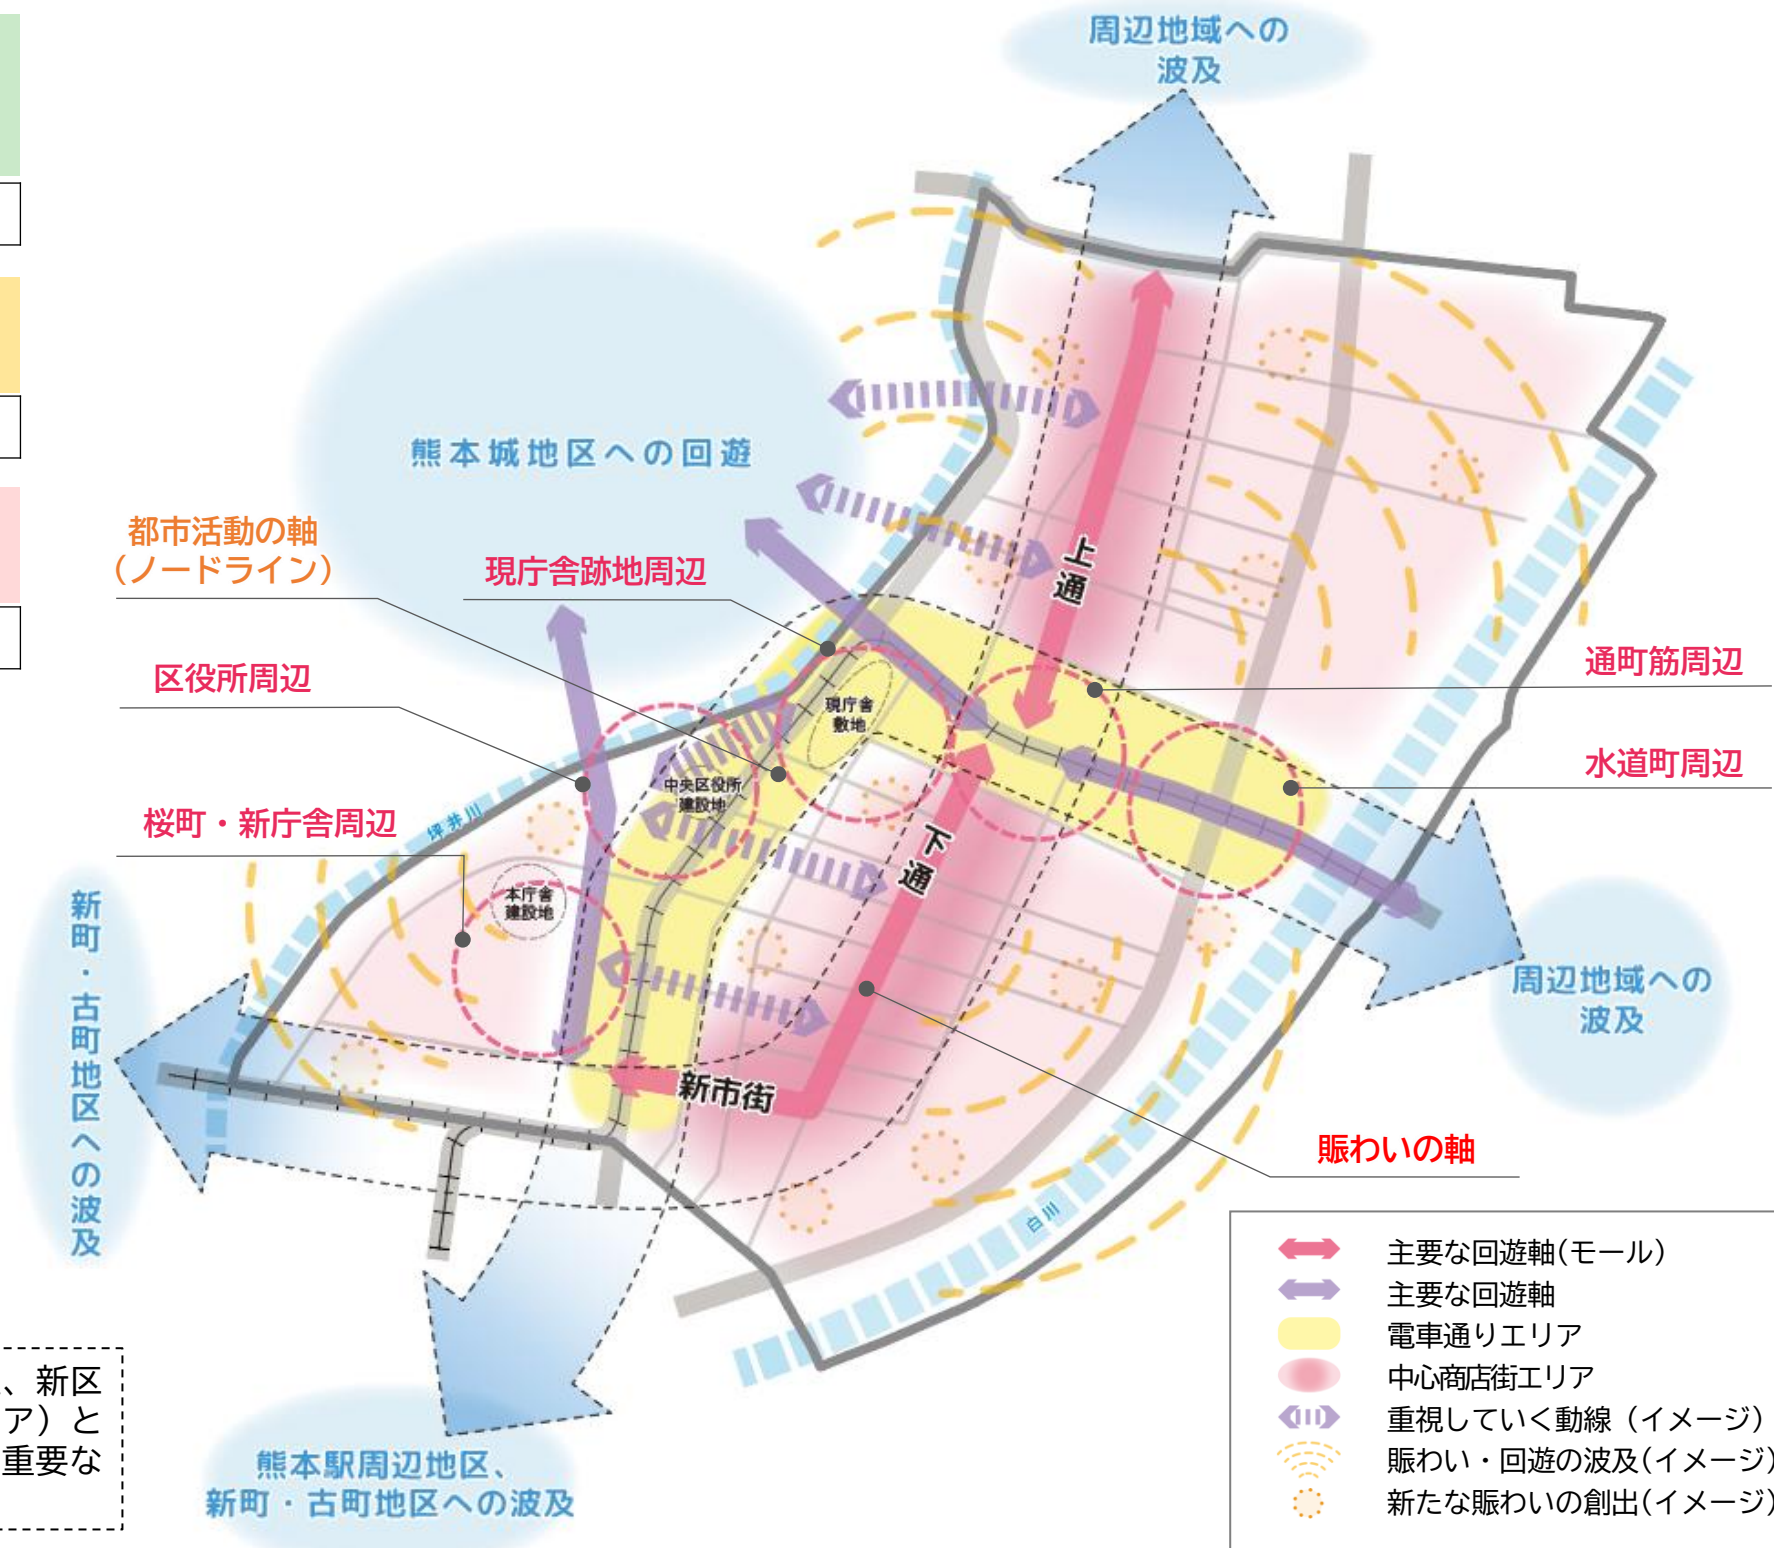 周辺地域への
波及
熊本城地区への回遊
都市活動の軸
(ノードライン)
現庁舎跡地周辺
上通
通町筋周辺
区役所周辺
現庁舎
敷地
水道町周辺
中央区役所
建設地
桜町・新庁舎周辺
坪井川
下通
本庁舎
建設地
新町・古町地区への波及
周辺地域への
波及
新市街
賑わいの軸
白川
主要な回遊軸(モール)
主要な回遊軸
電車通りエリア
中心商店街エリア
重視していく動線(イメージ)
賑わい・回遊の波及(イメージ)
新たな賑わいの創出(イメージ)
、新区
ア)と
重要な
熊本駅周辺地区、
新町・古町地区への波及